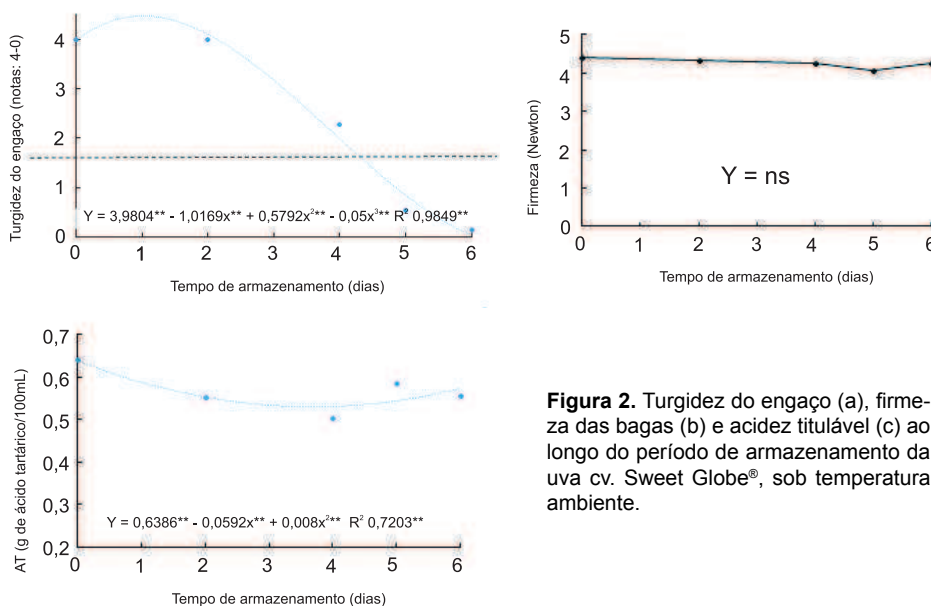 Turgidez do engaço (notas: 4-0)
4
3
2
1
0
Y = 3,9804** - 1,0169x** + 0,5792x²** - 0,05x³** R² 0,9849**
0 1 2 3 4 5 6
Tempo de armazenamento (dias)
Firmeza (Newton)
5
4
3
2
1
0
Y = ns
0 1 2 3 4 5 6
Tempo de armazenamento (dias)
AT (g de ácido tartárico/100mL)
0,7
0,6
0,5
0,4
0,3
0,2
Y = 0,6386** - 0,0592x** + 0,008x²** R² 0,7203**
0 1 2 3 4 5 6
Tempo de armazenamento (dias)
Figura 2. Turgidez do engaço (a), firme-
za das bagas (b) e acidez titulável (c) ao
longo do período de armazenamento da
uva cv. Sweet Globe®, sob temperatura
ambiente.